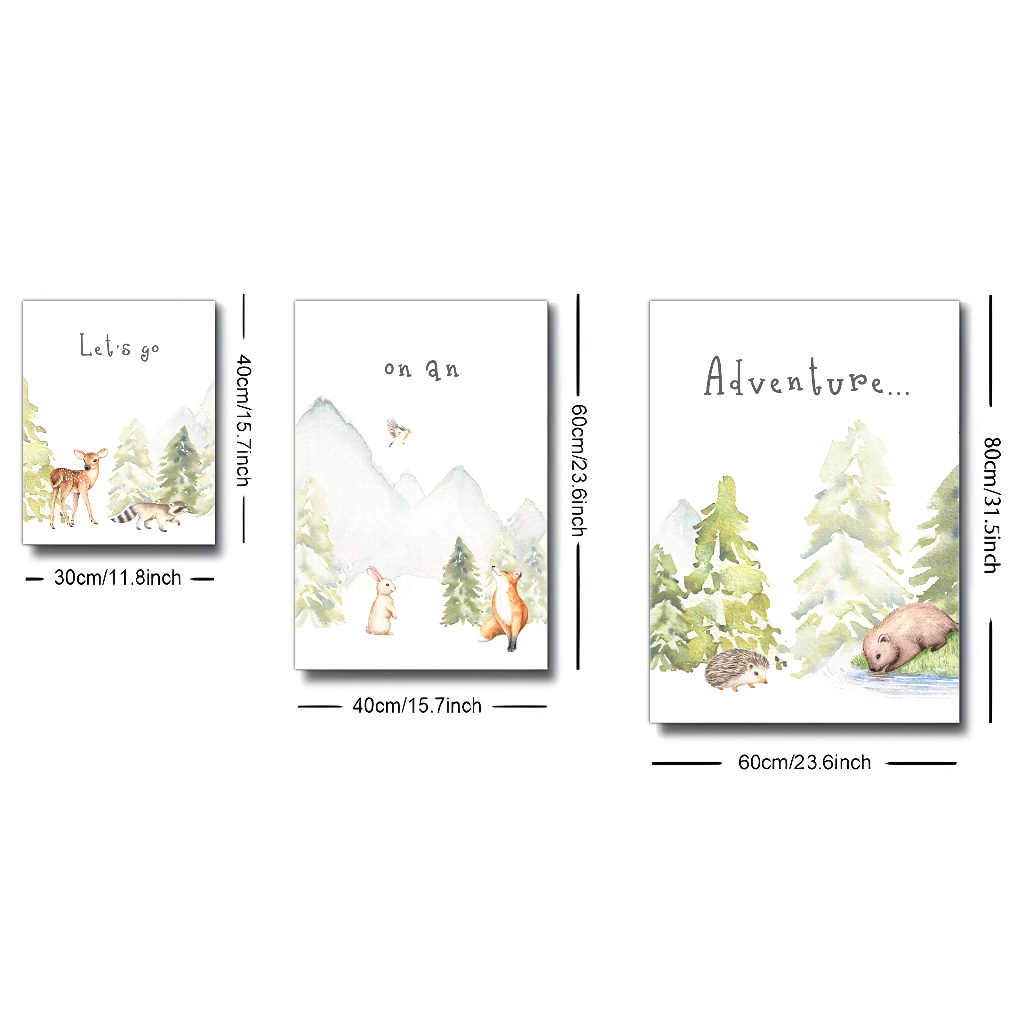 Let's go
40cm/15.7inch
30cm/11.8inch
on an
60cm/23.6inch
40cm/15.7inch
Adventure...
80cm/31.5inch
60cm/23.6inch